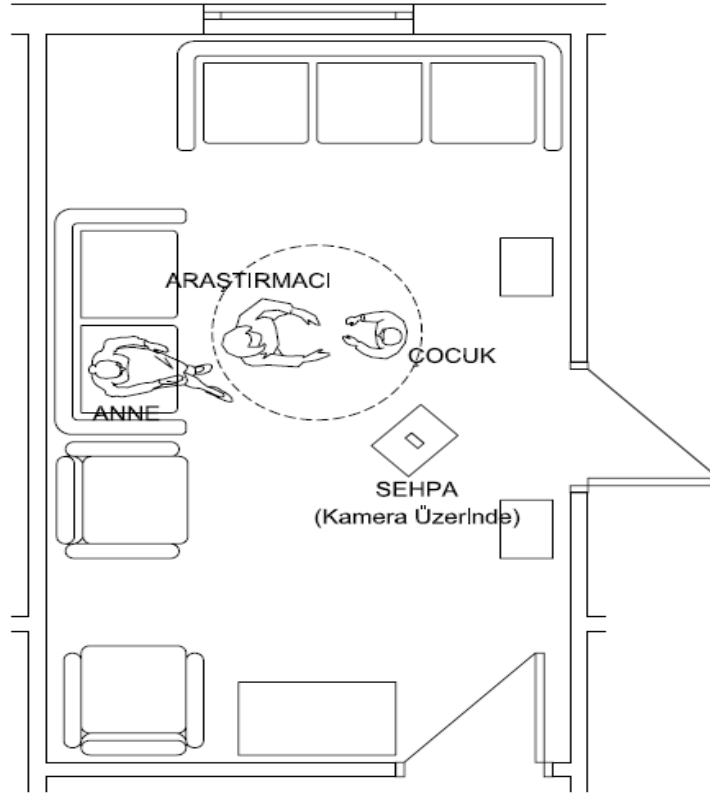 ARAŞTIRMACI
ÇOCUK
ANNE
SEHPA
(Kamera Üzerinde)